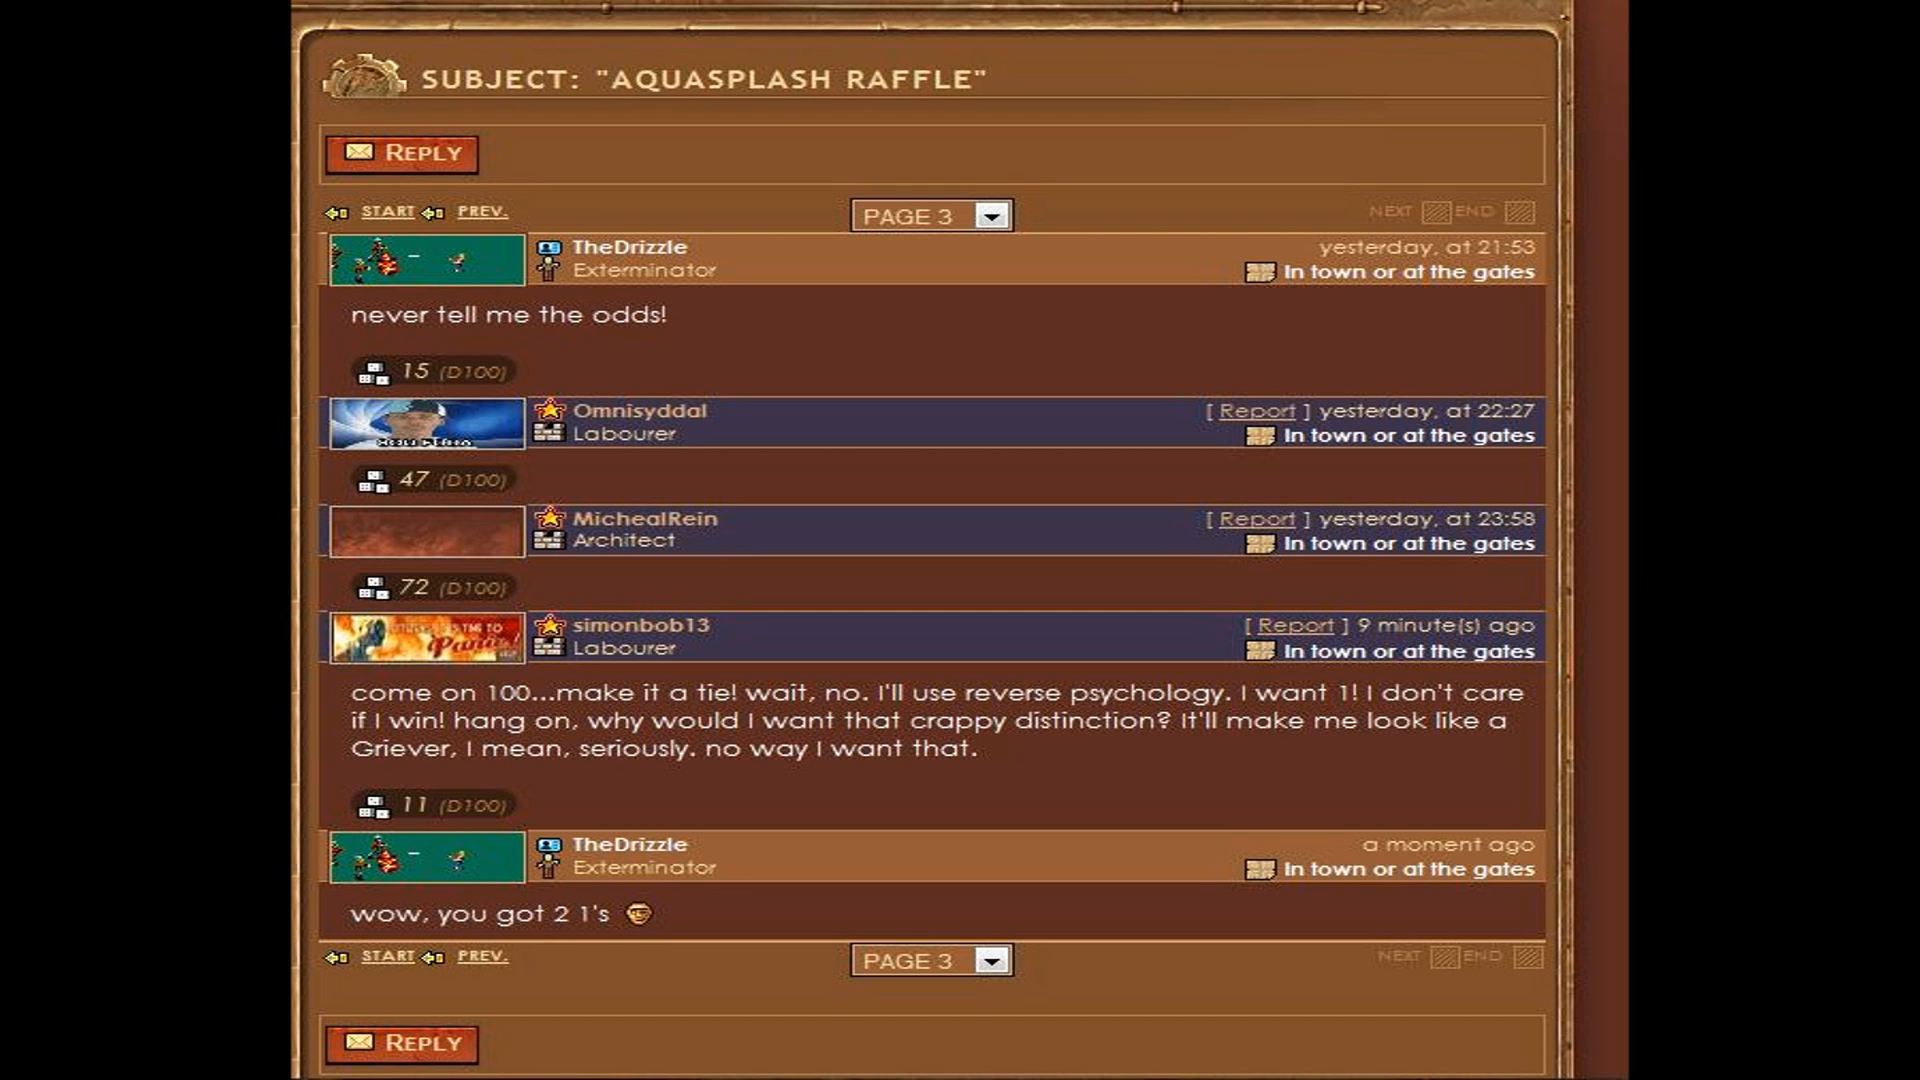 SUBJECT: "AQUASPLASH RAFFLE"
REPLY
START PREV. PAGE 3 NEXT END
TheDrizzle yesterday, at 21:53
Exterminator In town or at the gates
never tell me the odds!
15 (D100)
Omnisyddal [ Report ] yesterday, at 22:27
Labourer In town or at the gates
47 (D100)
MichealRein [ Report ] yesterday, at 23:58
Architect In town or at the gates
72 (D100)
simonbob13 [ Report ] 9 minute(s) ago
Labourer In town or at the gates
come on 100...make it a tie! wait, no. I'll use reverse psychology. I want 1! I don't care
if I win! hang on, why would I want that crappy distinction? It'll make me look like a
Griever, I mean, seriously. no way I want that.
11 (D100)
TheDrizzle a moment ago
Exterminator In town or at the gates
wow, you got 2 1's
START PREV. PAGE 3 NEXT END
REPLY